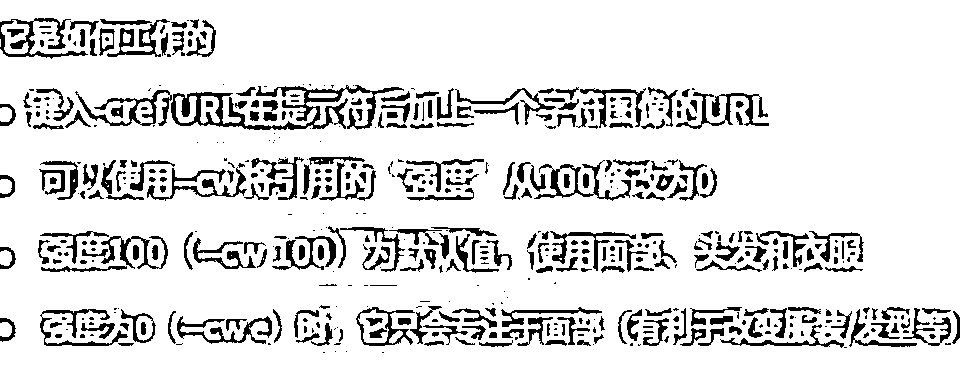 它是如何工作的
键入-cref URL在提示符后加上一个字符图像的URL
可以使用--cw将引用的“强度”从100修改为0
强度100（--cw 100）为默认值，使用面部、头发和衣服
强度为0（--cw c）时，它只会专注于面部（有利于改变服装/发型等）